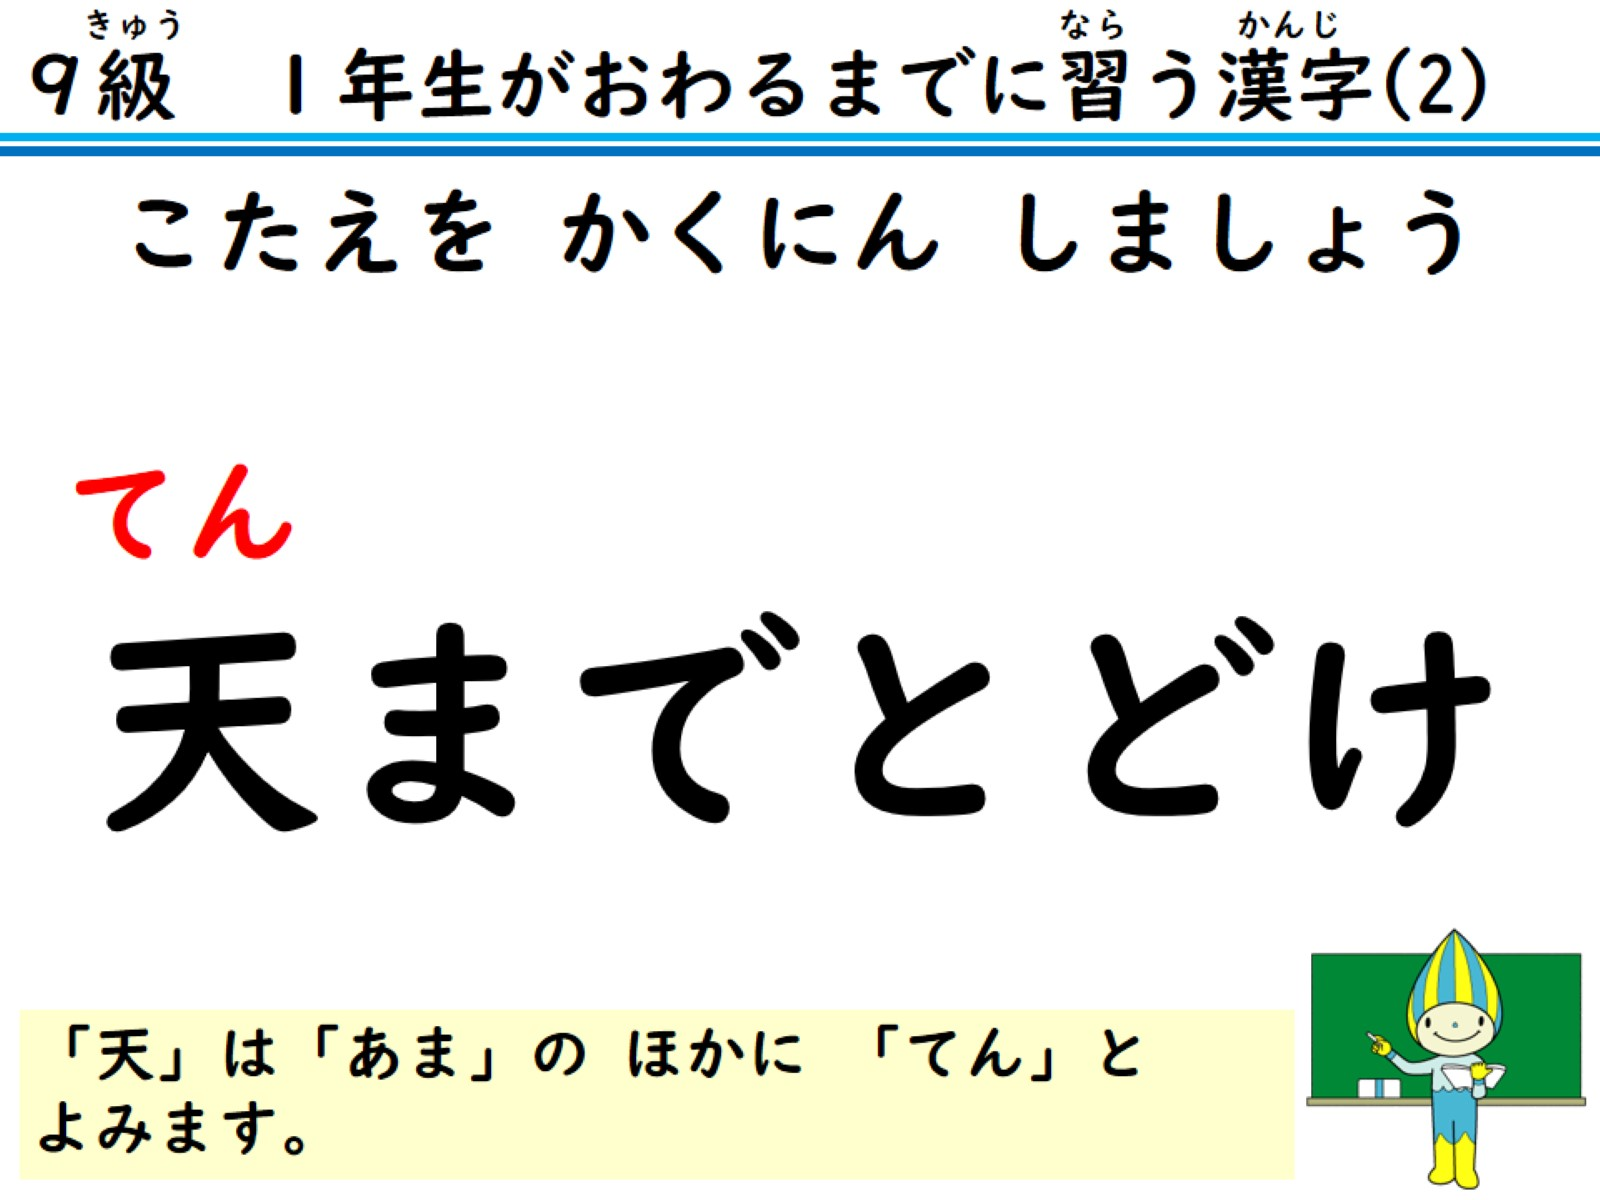 きゅう なら かんじ
９級　１年生がおわるまでに習う漢字(2)
こたえを かくにん しましょう
てん
天までとどけ
「天」は「あま」の ほかに 「てん」と
よみます。